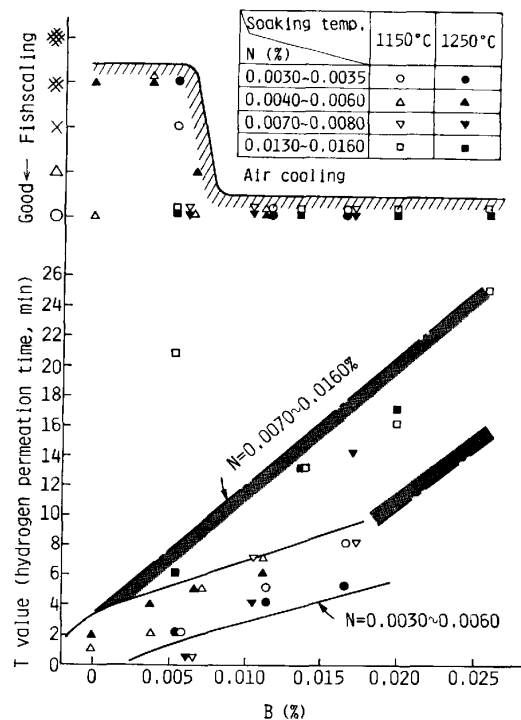 Soaking temp.
N (%)
1150°C
1250°C
0.0030~0.0035
0.0040~0.0060
0.0070~0.0080
0.0130~0.0160
Air cooling
Good ← Fishscaling
T value (hydrogen permeation time, min)
26
24
22
20
18
16
14
12
10
8
6
4
2
0
N=0.0070~0.0160%
N=0.0030~0.0060
0
0.005
0.010
0.015
0.020
0.025
B (%)